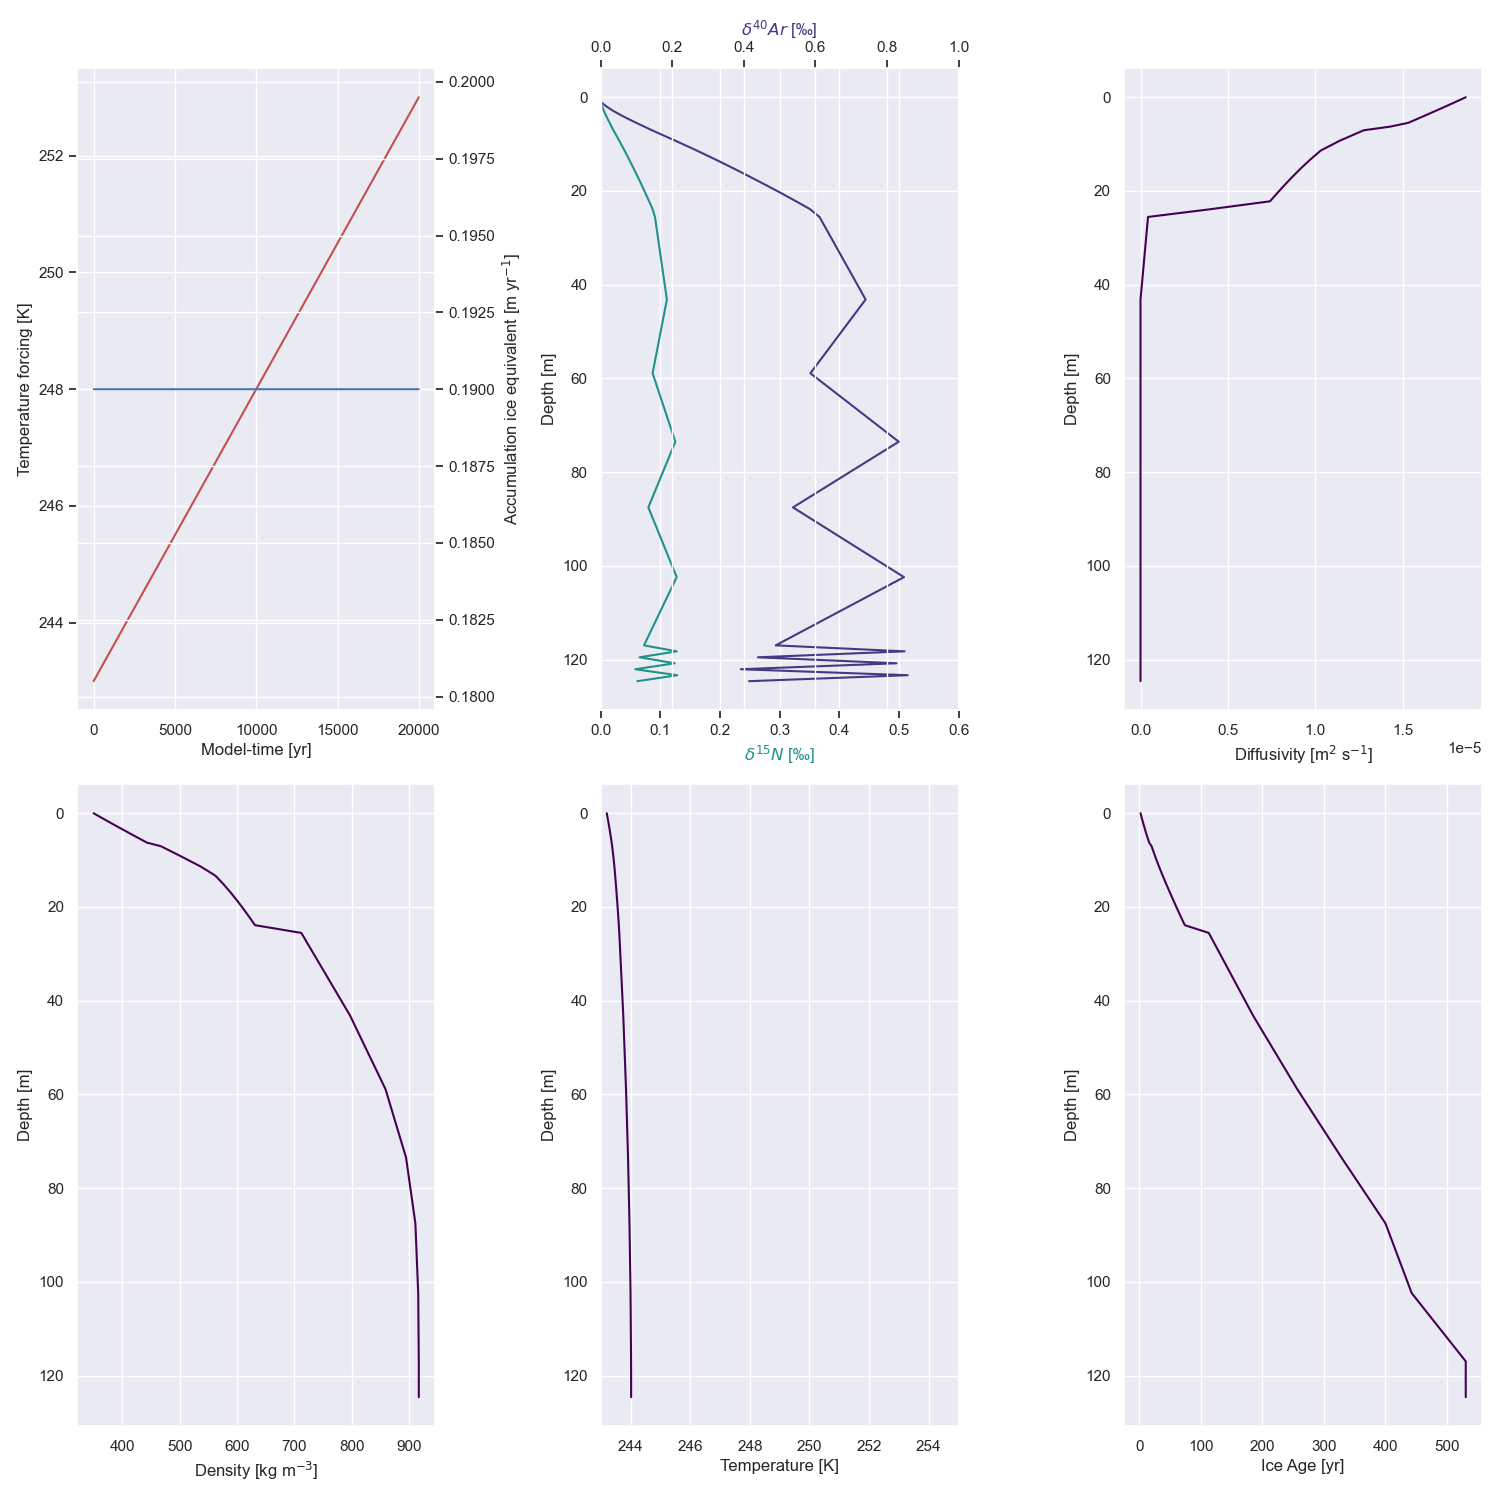 δ⁴⁰Ar [‰]
0.0 0.2 0.4 0.6 0.8 1.0
Temperature forcing [K]
252
250
248
246
244
0 5000 10000 15000 20000
Model-time [yr]
0.2000
0.1975
0.1950
0.1925
0.1900
0.1875
0.1850
0.1825
0.1800
Accumulation ice equivalent [m yr⁻¹]
Depth [m]
0
20
40
60
80
100
120
0.0 0.1 0.2 0.3 0.4 0.5 0.6
δ¹⁵N [‰]
Depth [m]
0
20
40
60
80
100
120
0.0 0.5 1.0 1.5
1e−5
Diffusivity [m² s⁻¹]
Depth [m]
0
20
40
60
80
100
120
400 500 600 700 800 900
Density [kg m⁻³]
Depth [m]
0
20
40
60
80
100
120
244 246 248 250 252 254
Temperature [K]
Depth [m]
0
20
40
60
80
100
120
0 100 200 300 400 500
Ice Age [yr]